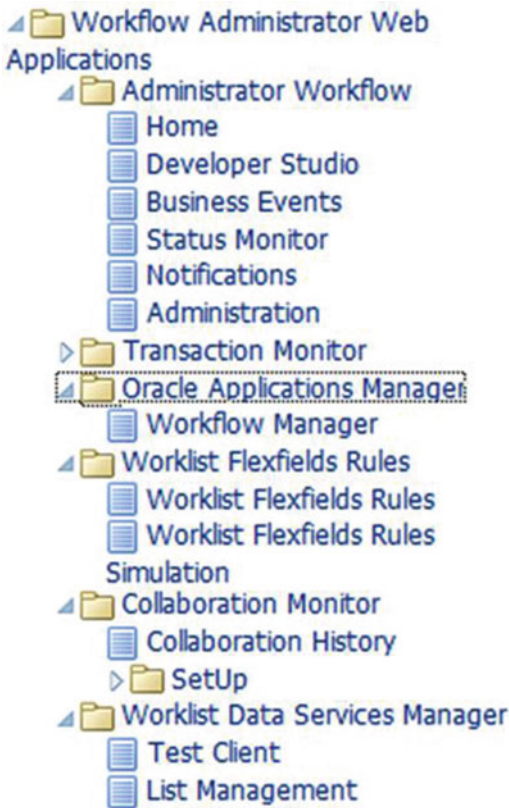 Workflow Administrator Web
Applications
Administrator Workflow
Home
Developer Studio
Business Events
Status Monitor
Notifications
Administration
Transaction Monitor
Oracle Applications Manager
Workflow Manager
Worklist Flexfields Rules
Worklist Flexfields Rules
Worklist Flexfields Rules
Simulation
Collaboration Monitor
Collaboration History
SetUp
Worklist Data Services Manager
Test Client
List Management